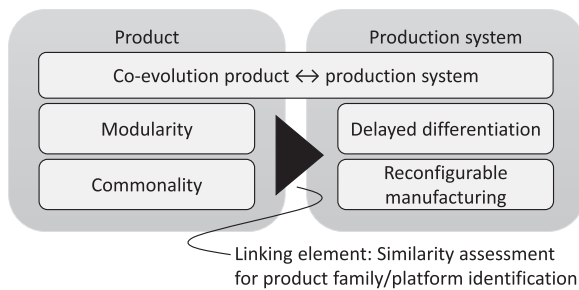 Product
Production system
Co-evolution product ↔ production system
Modularity
Delayed differentiation
Commonality
Reconfigurable
manufacturing
Linking element: Similarity assessment
for product family/platform identification